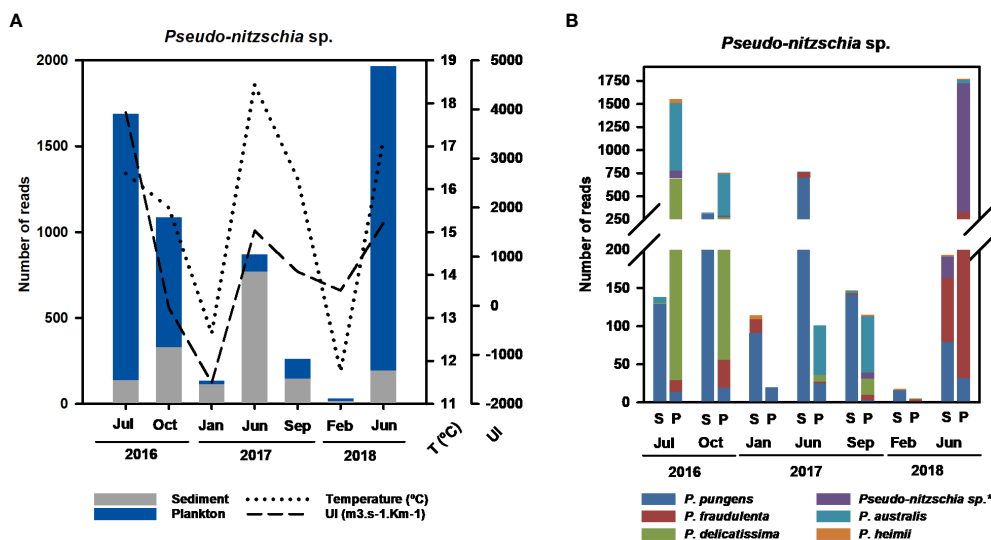 A
Pseudo-nitzschia sp.
2000
1500
1000
500
0
Number of reads
19
18
17
16
15
14
13
12
11
T (ºC)
5000
4000
3000
2000
1000
0
-1000
-2000
UI
Jul Oct Jan Jun Sep Feb Jun
2016 2017 2018
Sediment
Plankton
Temperature (ºC)
UI (m3.s-1.Km-1)
B
Pseudo-nitzschia sp.
1750
1500
1250
1000
750
500
250
200
150
100
50
0
Number of reads
S P S P S P S P S P S P S P
Jul Oct Jan Jun Sep Feb Jun
2016 2017 2018
P. pungens
P. fraudulenta
P. delicatissima
Pseudo-nitzschia sp.*
P. australis
P. heimii